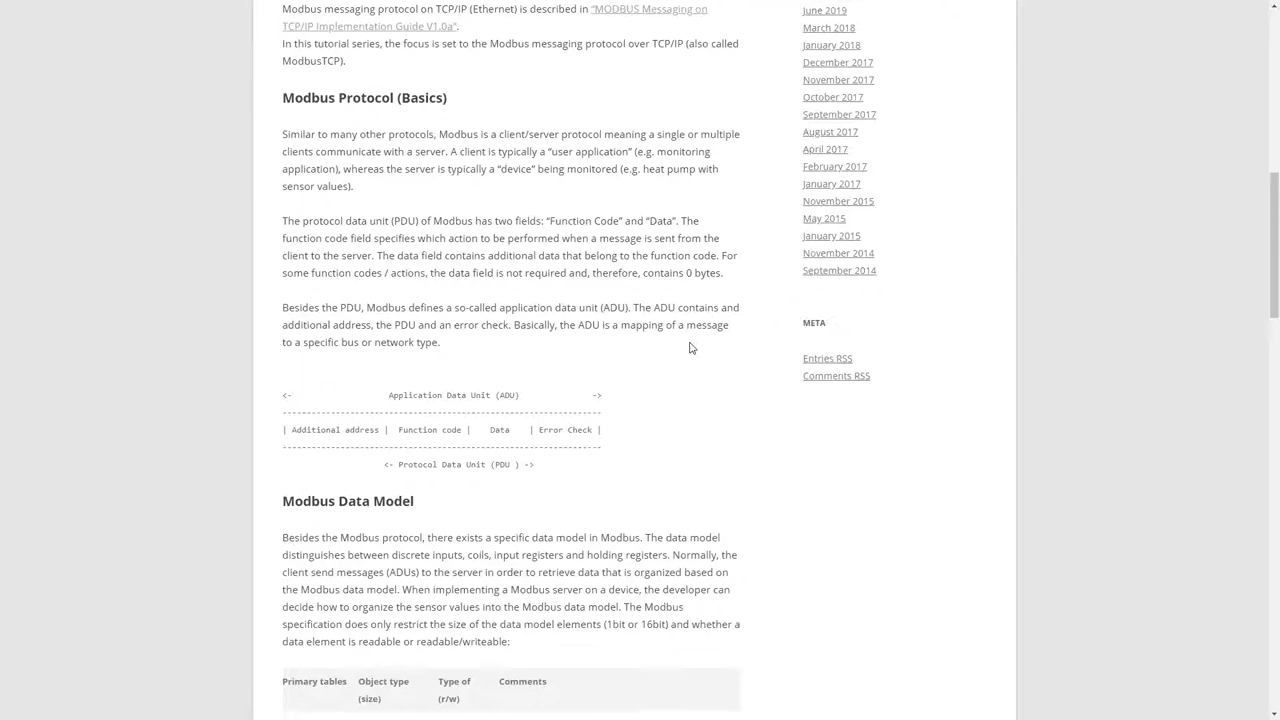 Modbus messaging protocol on TCP/IP (Ethernet) is described in “MODBUS Messaging on
TCP/IP Implementation Guide V1.0a”.
In this tutorial series, the focus is set to the Modbus messaging protocol over TCP/IP (also called
ModbusTCP).
Modbus Protocol (Basics)
Similar to many other protocols, Modbus is a client/server protocol meaning a single or multiple
clients communicate with a server. A client is typically a “user application” (e.g. monitoring
application), whereas the server is typically a “device” being monitored (e.g. heat pump with
sensor values).
The protocol data unit (PDU) of Modbus has two fields: “Function Code” and “Data”. The
function code field specifies which action to be performed when a message is sent from the
client to the server. The data field contains additional data that belong to the function code. For
some function codes / actions, the data field is not required and, therefore, contains 0 bytes.
Besides the PDU, Modbus defines a so-called application data unit (ADU). The ADU contains and
additional address, the PDU and an error check. Basically, the ADU is a mapping of a message
to a specific bus or network type.
<- Application Data Unit (ADU) ->
------------------------------------------------------------------
| Additional address | Function code | Data | Error Check |
------------------------------------------------------------------
<- Protocol Data Unit (PDU ) ->
Modbus Data Model
Besides the Modbus protocol, there exists a specific data model in Modbus. The data model
distinguishes between discrete inputs, coils, input registers and holding registers. Normally, the
client send messages (ADUs) to the server in order to retrieve data that is organized based on
the Modbus data model. When implementing a Modbus server on a device, the developer can
decide how to organize the sensor values into the Modbus data model. The Modbus
specification does only restrict the size of the data model elements (1bit or 16bit) and whether a
data element is readable or readable/writeable:
Primary tables Object type Type of Comments
(size) (r/w)
June 2019
March 2018
January 2018
December 2017
November 2017
October 2017
September 2017
August 2017
April 2017
February 2017
January 2017
November 2015
May 2015
January 2015
November 2014
September 2014
META
Entries RSS
Comments RSS